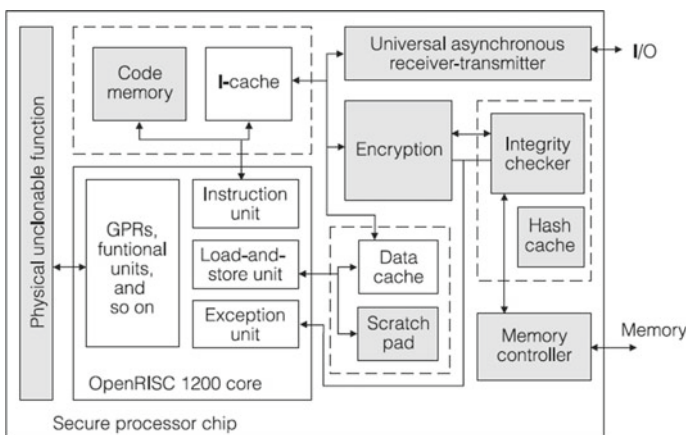 Physical unclonable function
Code
memory
I-cache
Universal asynchronous
receiver-transmitter
I/O
Encryption
Integrity
checker
Hash
cache
GPRs,
funtional
units,
and
so on
Instruction
unit
Load-and-
store unit
Exception
unit
Data
cache
Scratch
pad
Memory
controller
Memory
OpenRISC 1200 core
Secure processor chip